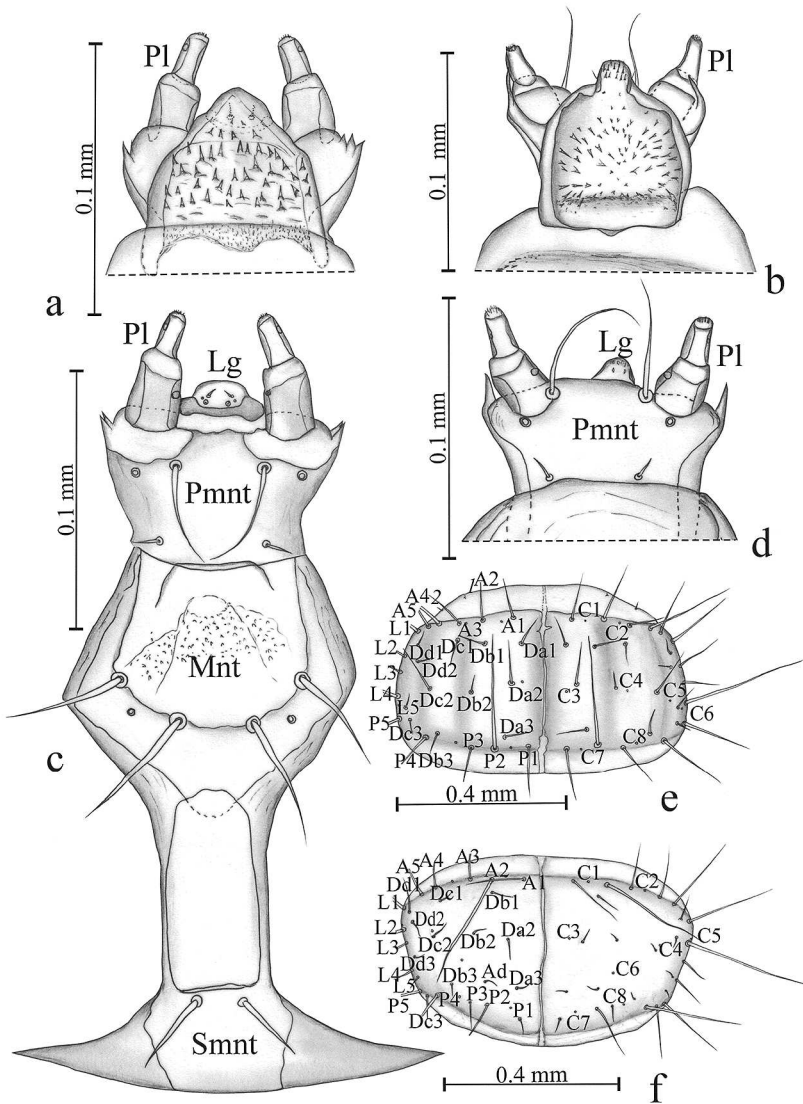 Pl
0.1 mm
a
Pl
0.1 mm
b
Pl
Lg
0.1 mm
Pmnt
Mnt
c
Smnt
Lg
Pl
0.1 mm
Pmnt
d
A2
A42
A5
L1
A3
A1
C1
C2
L2
Dd1
Dc1
Db1
Da1
L3
Dd2
C4
L4
Dc2
Db2
Da2
C3
C5
L5
P5
C6
Dc3
Da3
P4
Db3
P3
P2
P1
C7
C8
0.4 mm
e
A3
A4
A5
A2
A1
C1
C2
Dd1
Dc1
Db1
L1
Dd2
C5
L2
Dc2
Db2
Da2
C3
C4
L3
Dd3
C6
L4
Db3
Ad
Da3
L5
P5
P4
P3
P2
C8
Dc3
P1
C7
0.4 mm
f